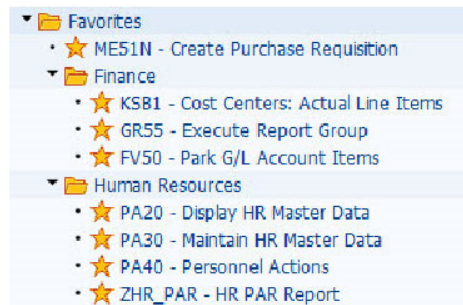 Favorites
ME51N - Create Purchase Requisition
Finance
KSB1 - Cost Centers: Actual Line Items
GR55 - Execute Report Group
FV50 - Park G/L Account Items
Human Resources
PA20 - Display HR Master Data
PA30 - Maintain HR Master Data
PA40 - Personnel Actions
ZHR_PAR - HR PAR Report